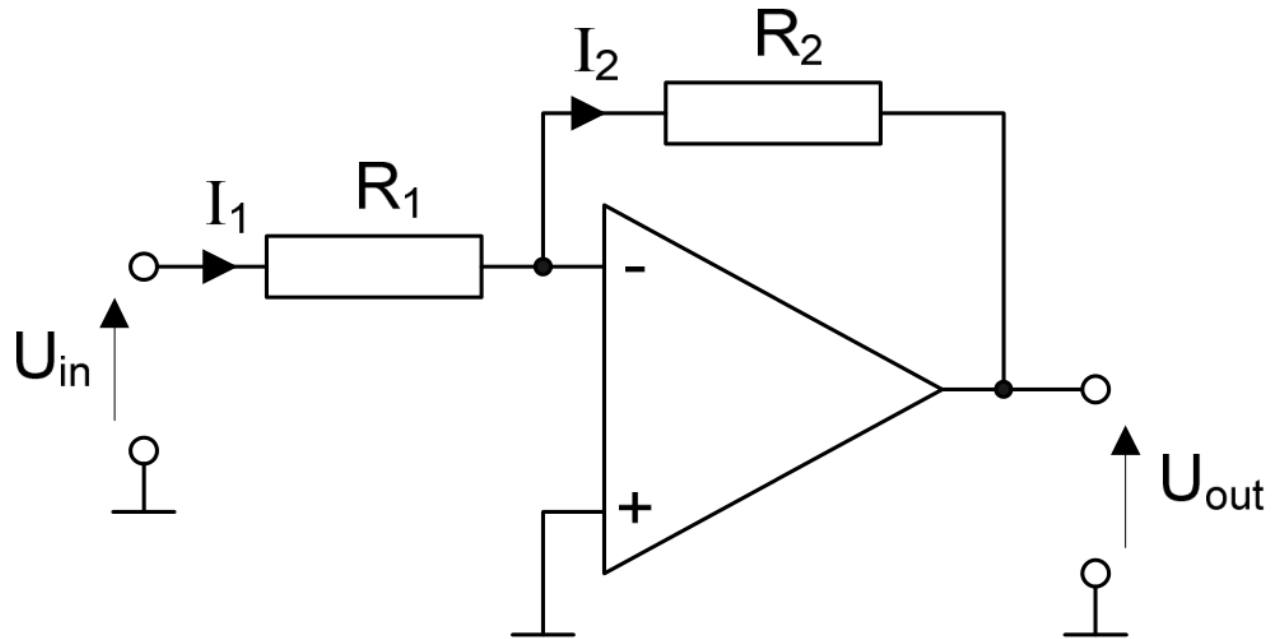 I₂
R₂
I₁
R₁
-
Uᵢₙ
+
Uₒᵤₜ